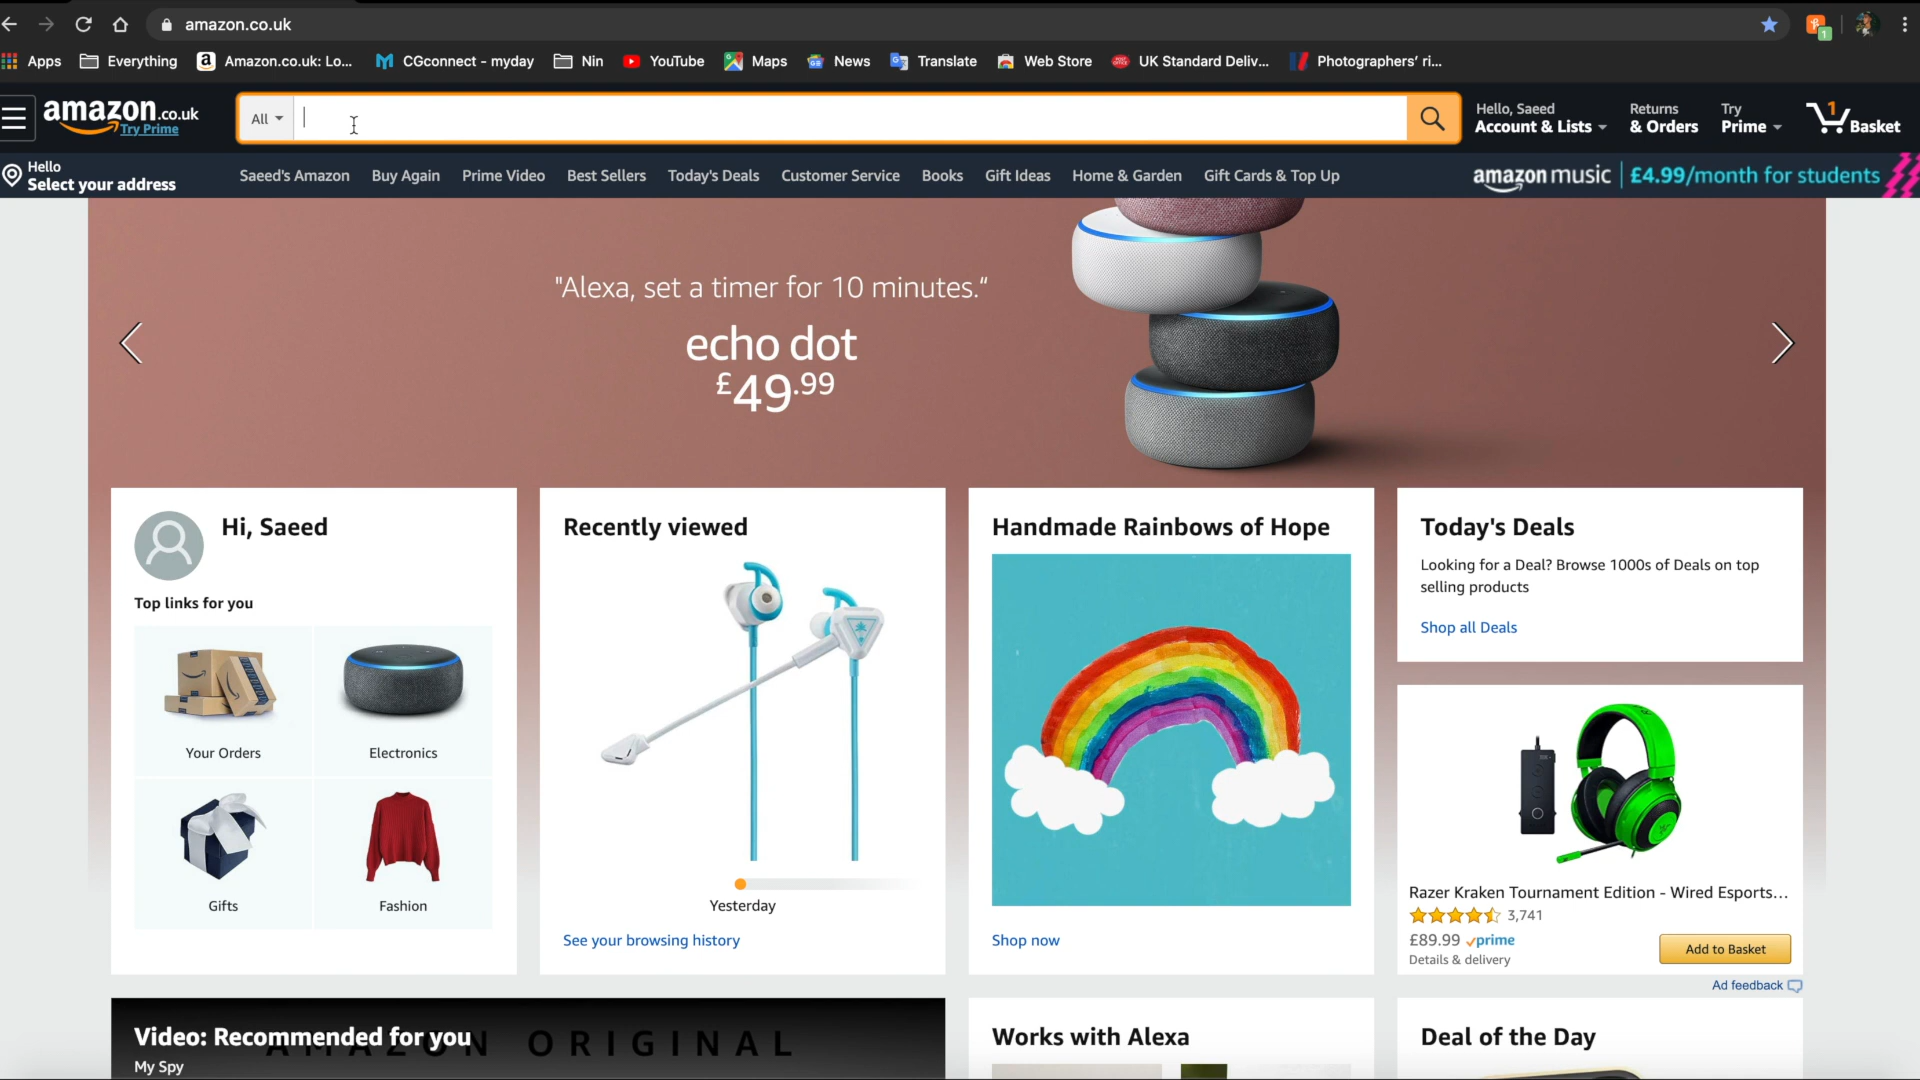 amazon.co.uk
Apps
Everything
Amazon.co.uk: Lo...
CGconnect - myday
Nin
YouTube
Maps
News
Translate
Web Store
UK Standard Deliv...
Photographers' ri...
amazon.co.uk
Try Prime
All
Hello, Saeed
Account & Lists
Returns
& Orders
Try
Prime
1
Basket
Hello
Select your address
Saeed's Amazon
Buy Again
Prime Video
Best Sellers
Today's Deals
Customer Service
Books
Gift Ideas
Home & Garden
Gift Cards & Top Up
amazon music | £4.99/month for students
"Alexa, set a timer for 10 minutes."
echo dot
£49.99
Hi, Saeed
Top links for you
Your Orders
Electronics
Gifts
Fashion
Recently viewed
Yesterday
See your browsing history
Handmade Rainbows of Hope
Shop now
Today's Deals
Looking for a Deal? Browse 1000s of Deals on top
selling products
Shop all Deals
Razer Kraken Tournament Edition - Wired Esports...
3,741
£89.99 prime
Details & delivery
Add to Basket
Ad feedback
Video: Recommended for you
AMAZON ORIGINAL
My Spy
Works with Alexa
Deal of the Day